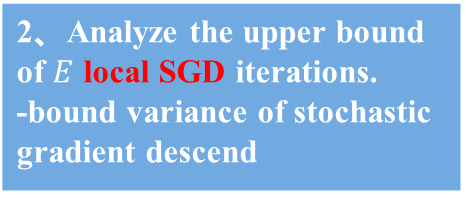 2、Analyze the upper bound
of E local SGD iterations.
-bound variance of stochastic
gradient descend